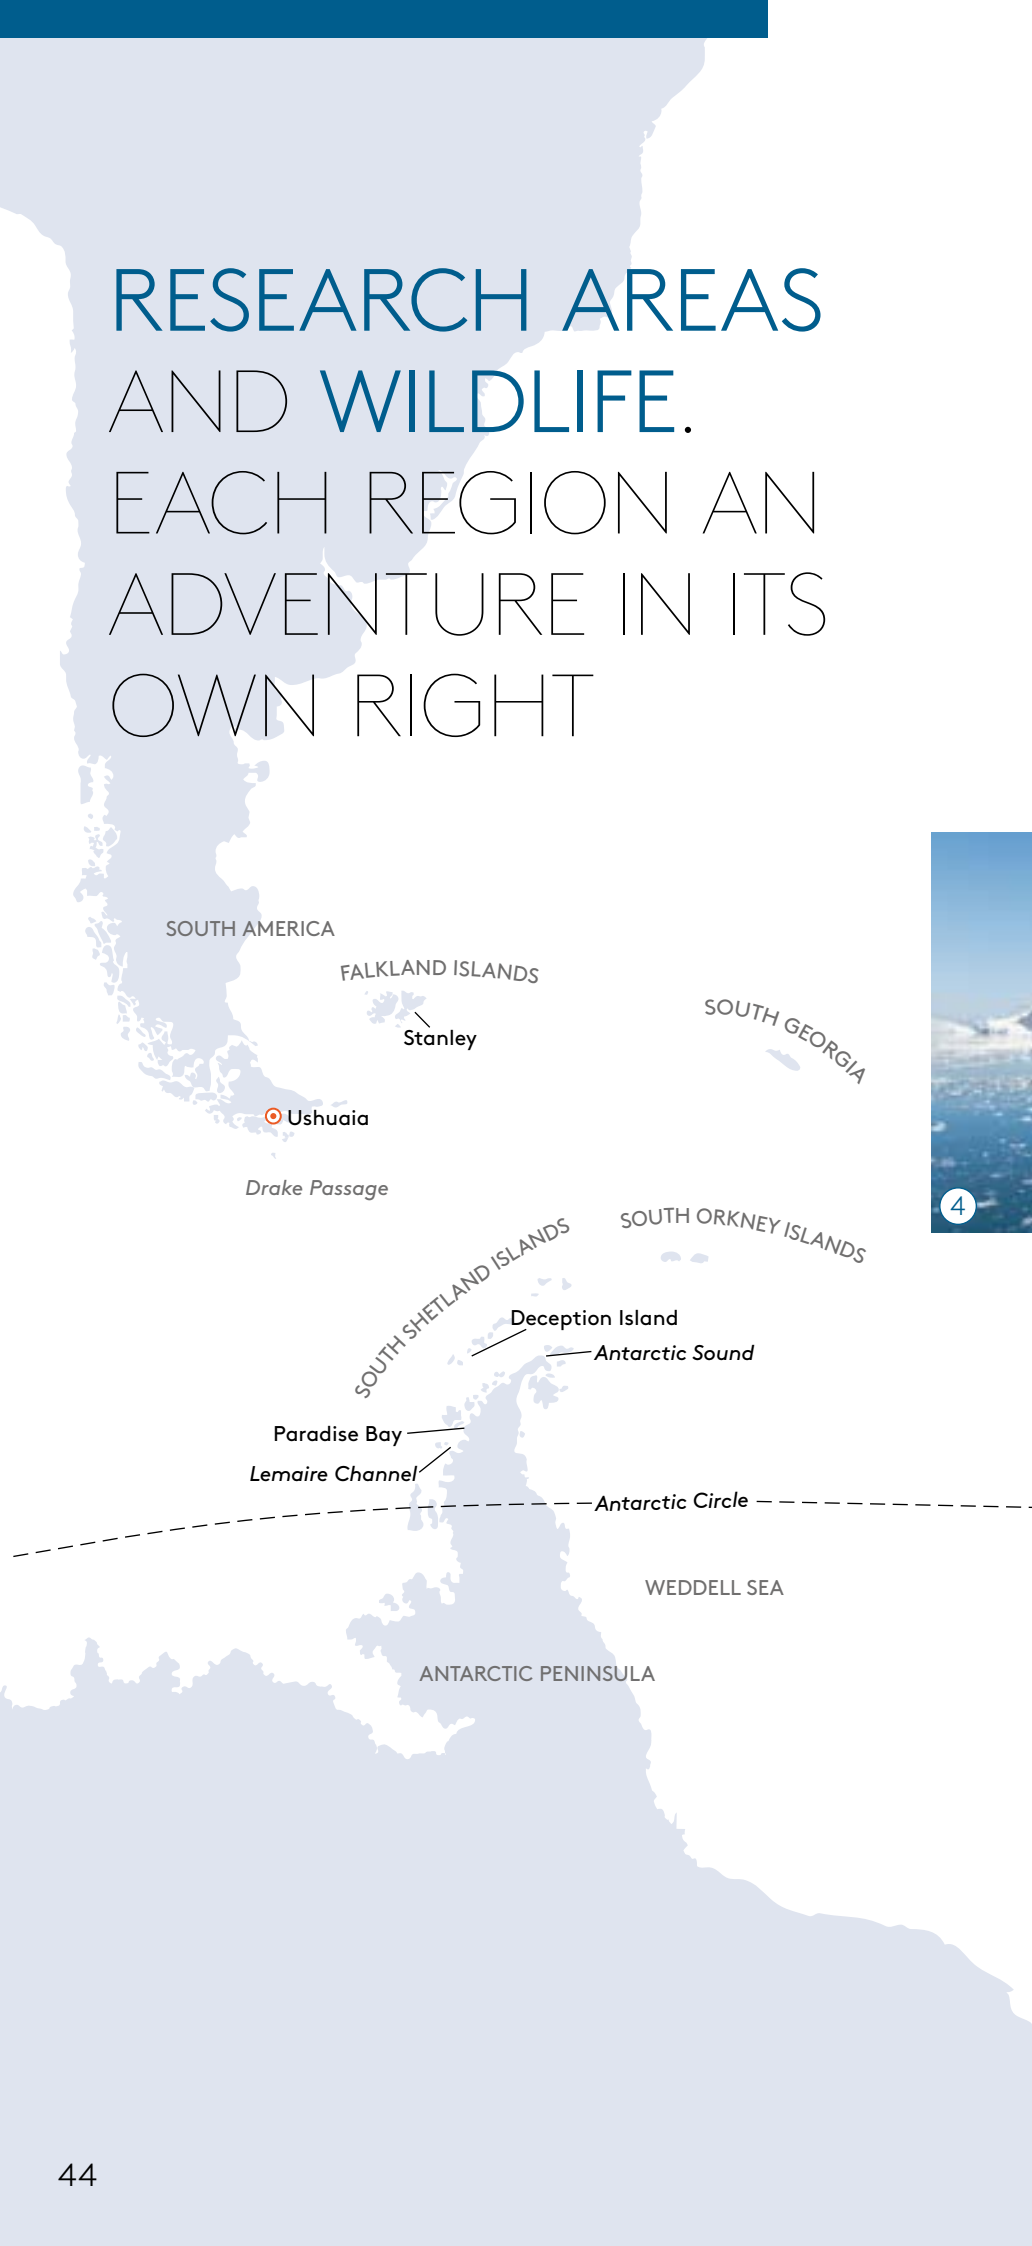 RESEARCH AREAS
AND WILDLIFE.
EACH REGION AN
ADVENTURE IN ITS
OWN RIGHT
SOUTH AMERICA
FALKLAND ISLANDS
Stanley
SOUTH GEORGIA
Ushuaia
Drake Passage
4
SOUTH SHETLAND ISLANDS
SOUTH ORKNEY ISLANDS
Deception Island
Antarctic Sound
Paradise Bay
Lemaire Channel
Antarctic Circle
WEDDELL SEA
ANTARCTIC PENINSULA
44